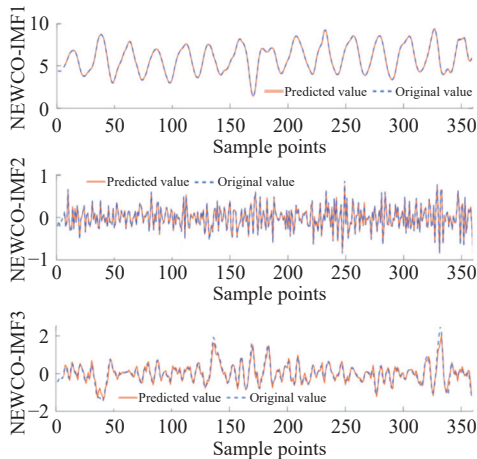 NEWCO-IMF1
10
5
0
Predicted value Original value
0 50 100 150 200 250 300 350
Sample points
NEWCO-IMF2
1
0
−1
Predicted value Original value
0 50 100 150 200 250 300 350
Sample points
NEWCO-IMF3
2
0
−2
Predicted value Original value
0 50 100 150 200 250 300 350
Sample points